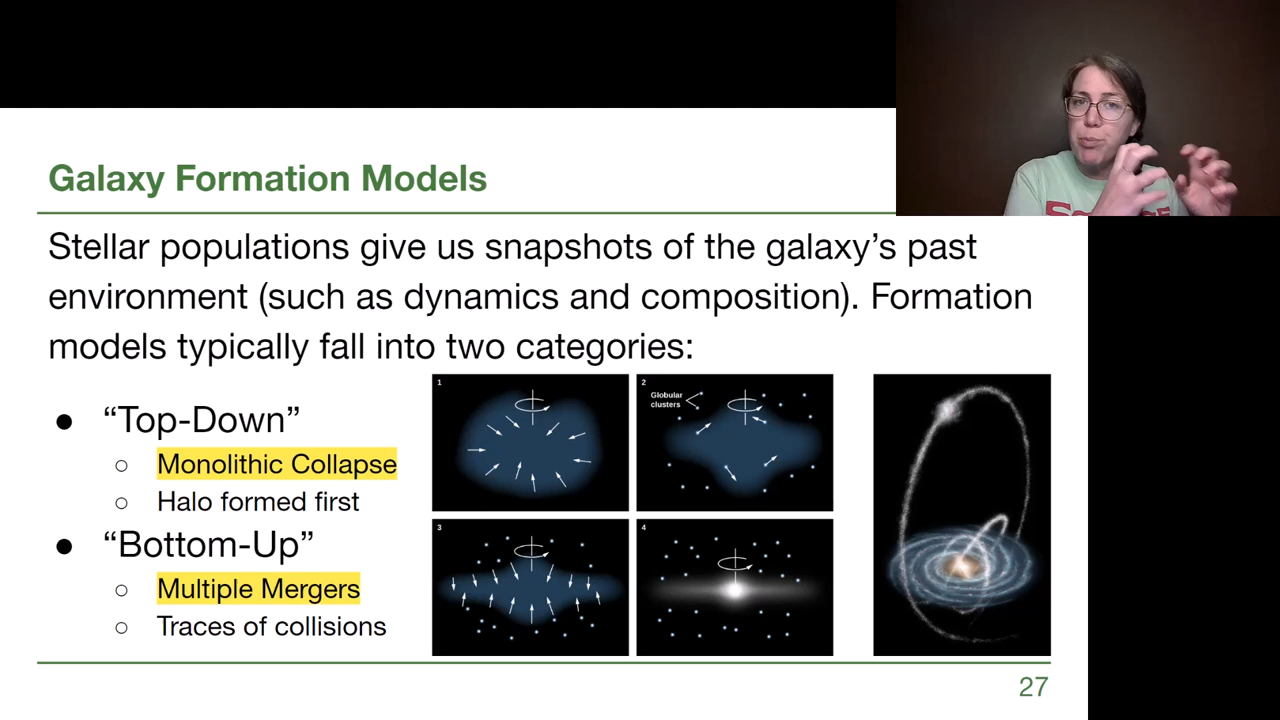 Galaxy Formation Models
Stellar populations give us snapshots of the galaxy’s past
environment (such as dynamics and composition). Formation
models typically fall into two categories:
● “Top-Down”
○ Monolithic Collapse
○ Halo formed first
● “Bottom-Up”
○ Multiple Mergers
○ Traces of collisions
1
2
Globular
clusters
3
4
27